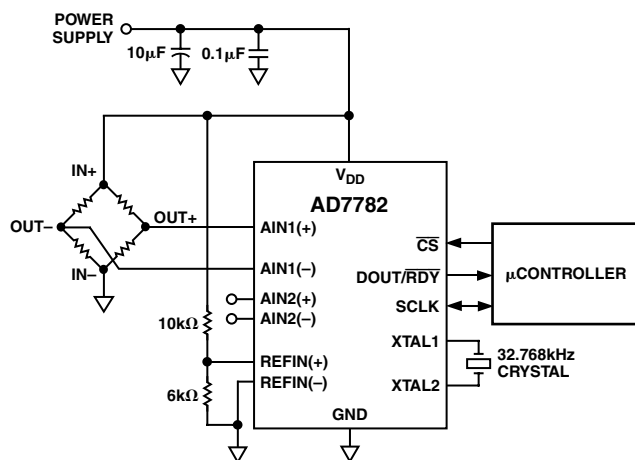 POWER
SUPPLY
10µF
0.1µF
IN+
OUT–
OUT+
IN–
VDD
AD7782
AIN1(+)
AIN1(–)
AIN2(+)
AIN2(–)
REFIN(+)
REFIN(–)
GND
CS
DOUT/RDY
SCLK
XTAL1
XTAL2
10kΩ
6kΩ
µCONTROLLER
32.768kHz
CRYSTAL